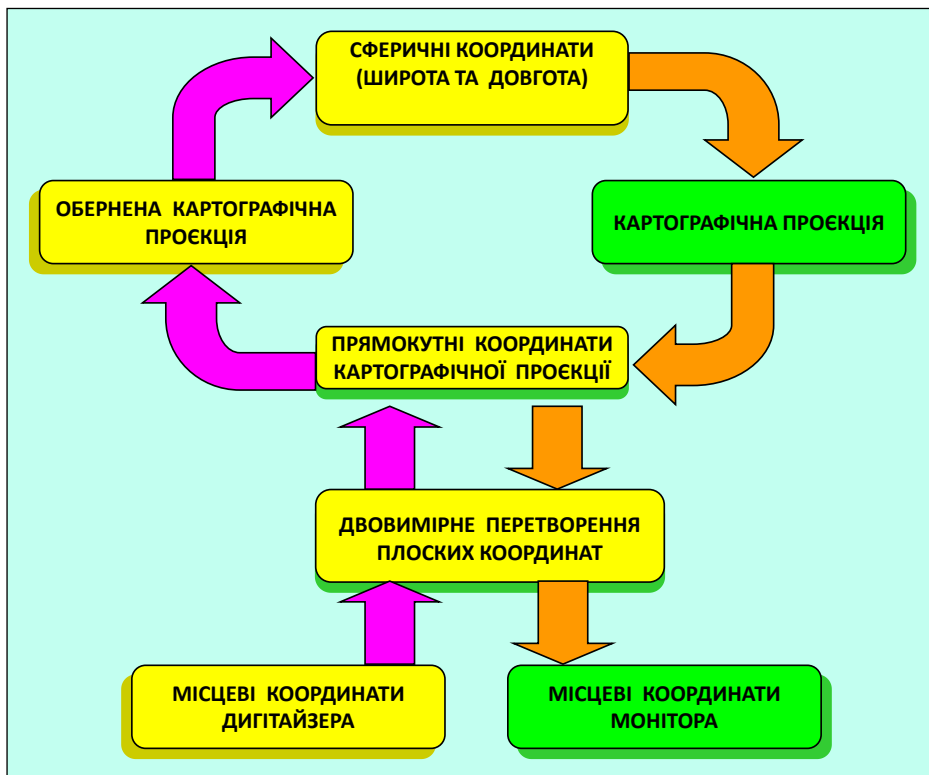 СФЕРИЧНІ КООРДИНАТИ
(ШИРОТА ТА ДОВГОТА)
ОБЕРНЕНА КАРТОГРАФІЧНА
ПРОЄКЦІЯ
КАРТОГРАФІЧНА ПРОЄКЦІЯ
ПРЯМОКУТНІ КООРДИНАТИ
КАРТОГРАФІЧНОЇ ПРОЄКЦІЇ
ДВОВИМІРНЕ ПЕРЕТВОРЕННЯ
ПЛОСКИХ КООРДИНАТ
МІСЦЕВІ КООРДИНАТИ
ДИГІТАЙЗЕРА
МІСЦЕВІ КООРДИНАТИ
МОНІТОРА